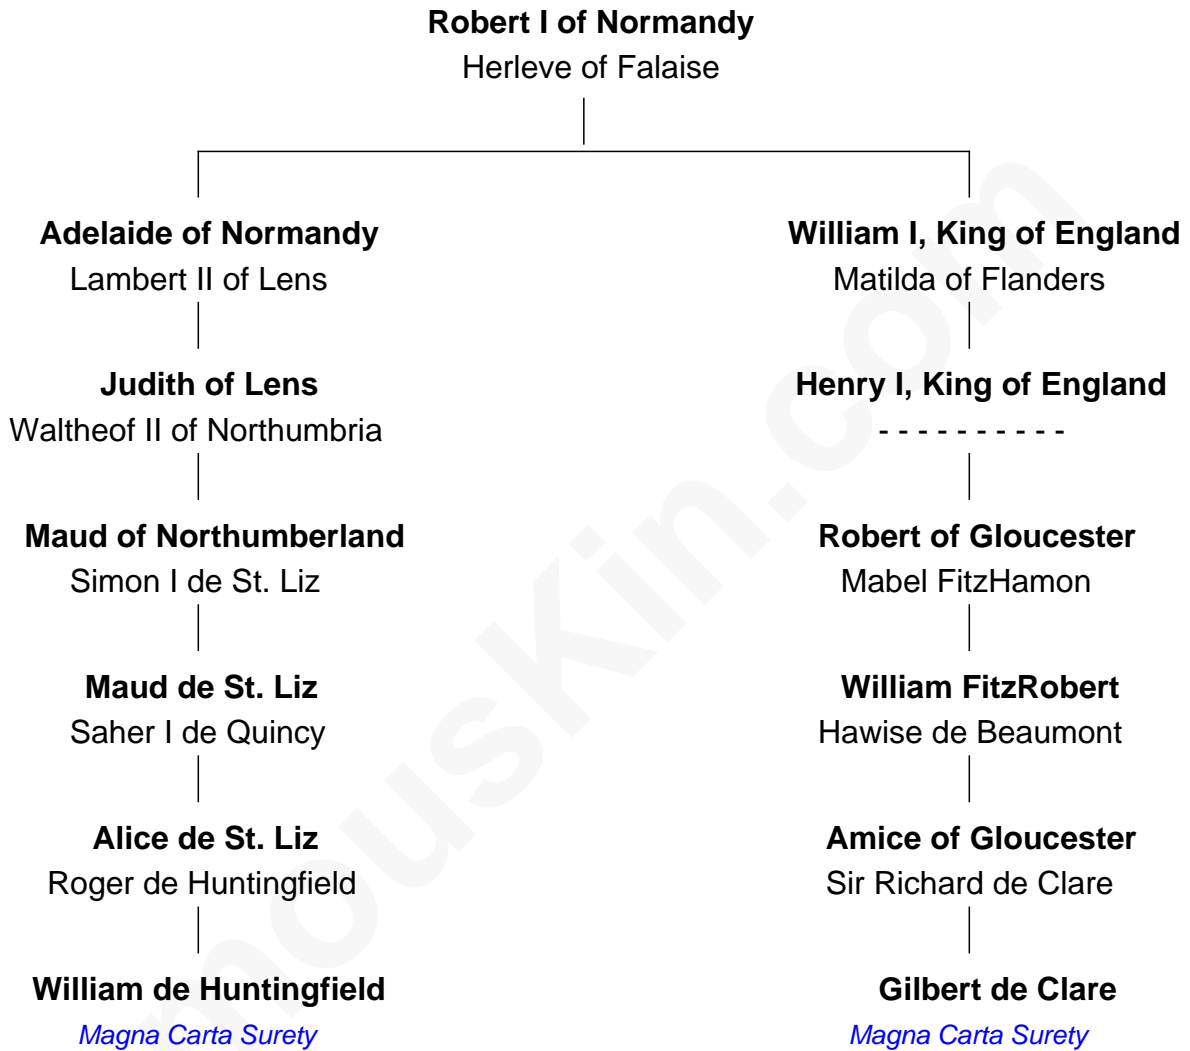 Robert I of Normandy
Herleve of Falaise
Adelaide of Normandy
Lambert II of Lens
William I, King of England
Matilda of Flanders
Judith of Lens
Waltheof II of Northumbria
Henry I, King of England
- - - - - - - - - -
Maud of Northumberland
Simon I de St. Liz
Robert of Gloucester
Mabel FitzHamon
Maud de St. Liz
Saher I de Quincy
William FitzRobert
Hawise de Beaumont
Alice de St. Liz
Roger de Huntingfield
Amice of Gloucester
Sir Richard de Clare
William de Huntingfield
Magna Carta Surety
Gilbert de Clare
Magna Carta Surety
mousKin.com